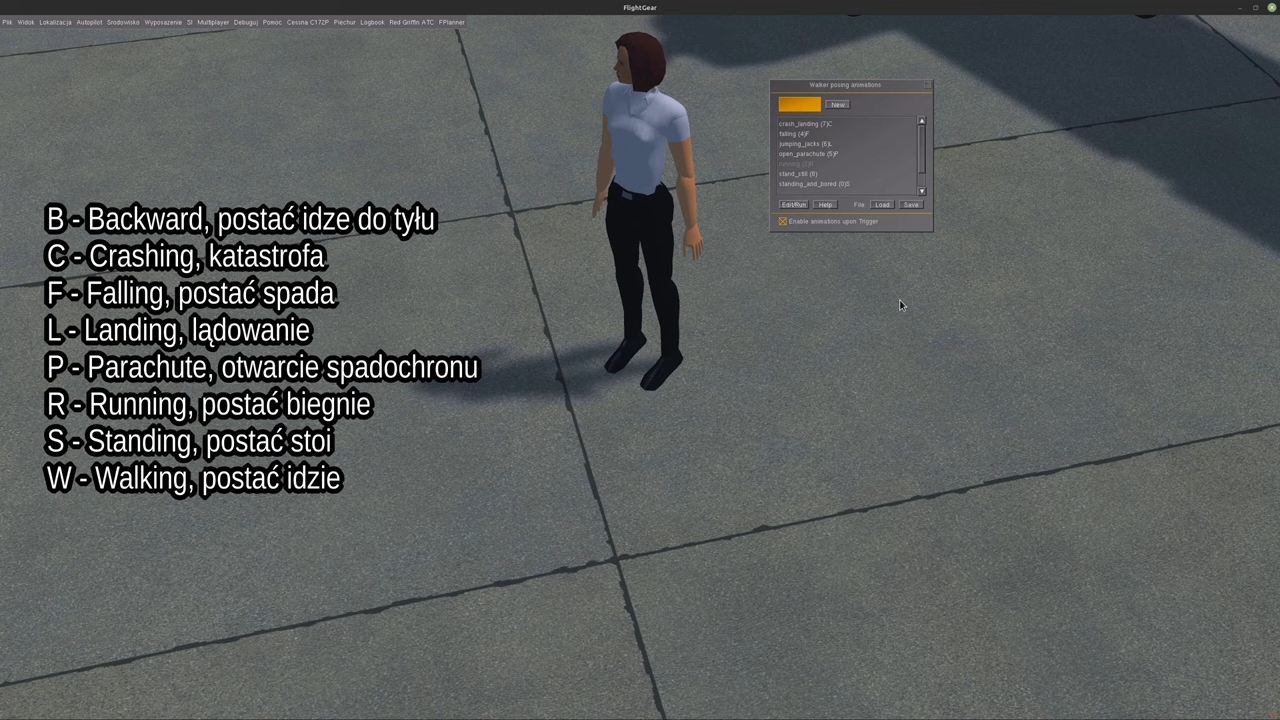 FlightGear
Plik Widok Lokalizacja Autopilot Środowisko Wyposażenie SI Multiplayer Debuguj Pomoc Cessna C172P Piechur Logbook Red Griffin ATC FPlanner
Walker posing animations
New
crash_landing (7)C
falling (4)F
jumping_jacks (6)L
open_parachute (5)P
running (2)R
stand_still (8)
standing_and_bored (0)S
Edit/Run Help File Load Save
Enable animations upon Trigger
B - Backward, postać idze do tyłu
C - Crashing, katastrofa
F - Falling, postać spada
L - Landing, lądowanie
P - Parachute, otwarcie spadochronu
R - Running, postać biegnie
S - Standing, postać stoi
W - Walking, postać idzie